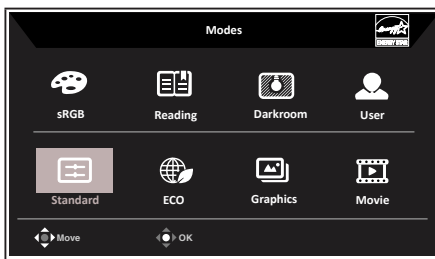 Modes
ENERGY STAR
sRGB Reading Darkroom User
Standard ECO Graphics Movie
Move OK